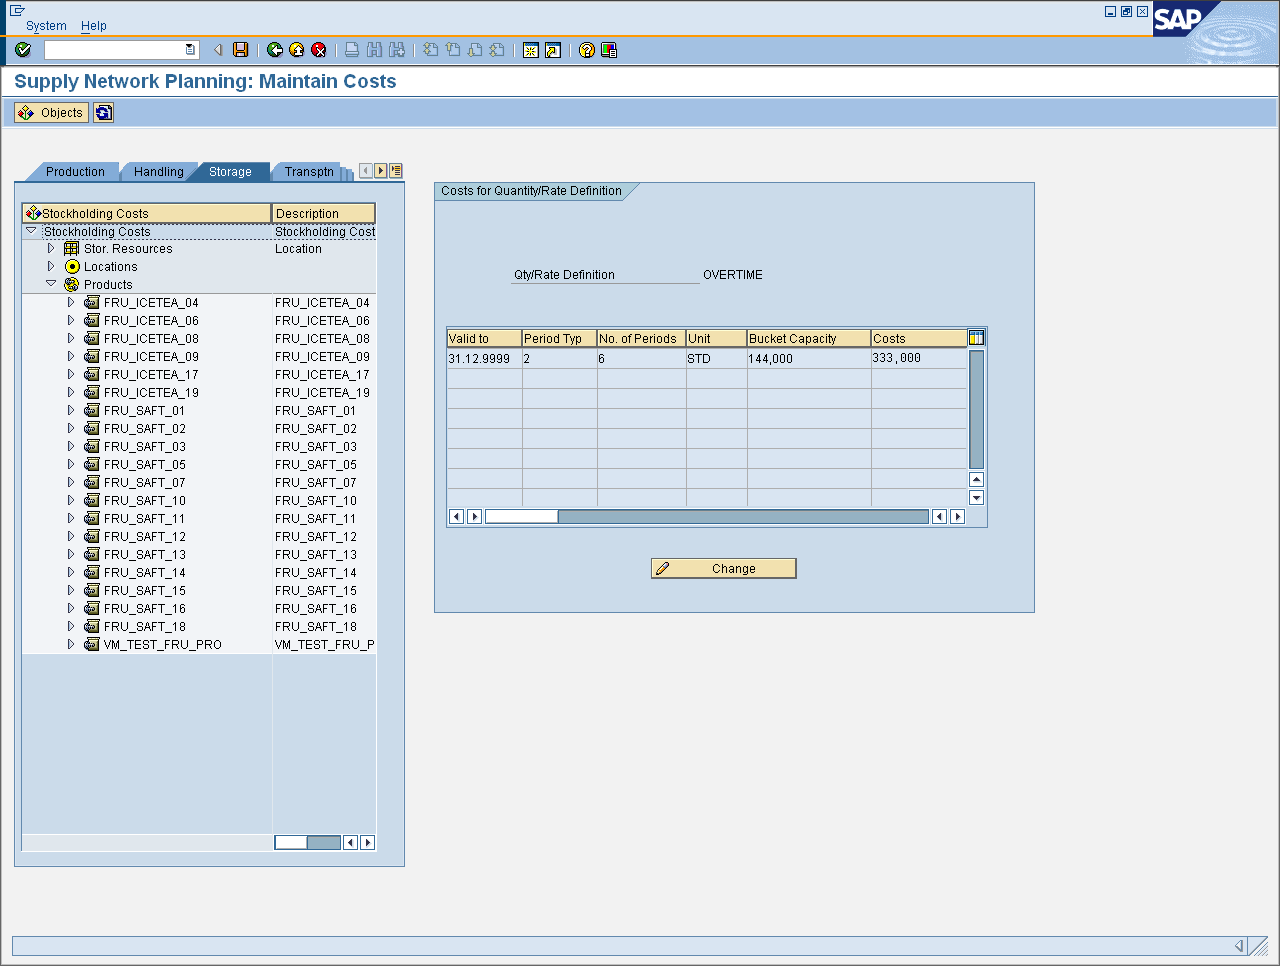 System Help
SAP
Supply Network Planning: Maintain Costs
Objects
Production Handling Storage Transptn
Stockholding Costs Description
Stockholding Costs Stockholding Cost
Stor. Resources Location
Locations
Products
FRU_ICETEA_04 FRU_ICETEA_04
FRU_ICETEA_06 FRU_ICETEA_06
FRU_ICETEA_08 FRU_ICETEA_08
FRU_ICETEA_09 FRU_ICETEA_09
FRU_ICETEA_17 FRU_ICETEA_17
FRU_ICETEA_19 FRU_ICETEA_19
FRU_SAFT_01 FRU_SAFT_01
FRU_SAFT_02 FRU_SAFT_02
FRU_SAFT_03 FRU_SAFT_03
FRU_SAFT_05 FRU_SAFT_05
FRU_SAFT_07 FRU_SAFT_07
FRU_SAFT_10 FRU_SAFT_10
FRU_SAFT_11 FRU_SAFT_11
FRU_SAFT_12 FRU_SAFT_12
FRU_SAFT_13 FRU_SAFT_13
FRU_SAFT_14 FRU_SAFT_14
FRU_SAFT_15 FRU_SAFT_15
FRU_SAFT_16 FRU_SAFT_16
FRU_SAFT_18 FRU_SAFT_18
VM_TEST_FRU_PRO VM_TEST_FRU_P
Costs for Quantity/Rate Definition
Qty/Rate Definition OVERTIME
Valid to Period Typ No. of Periods Unit Bucket Capacity Costs
31.12.9999 2 6 STD 144,000 333,000
Change